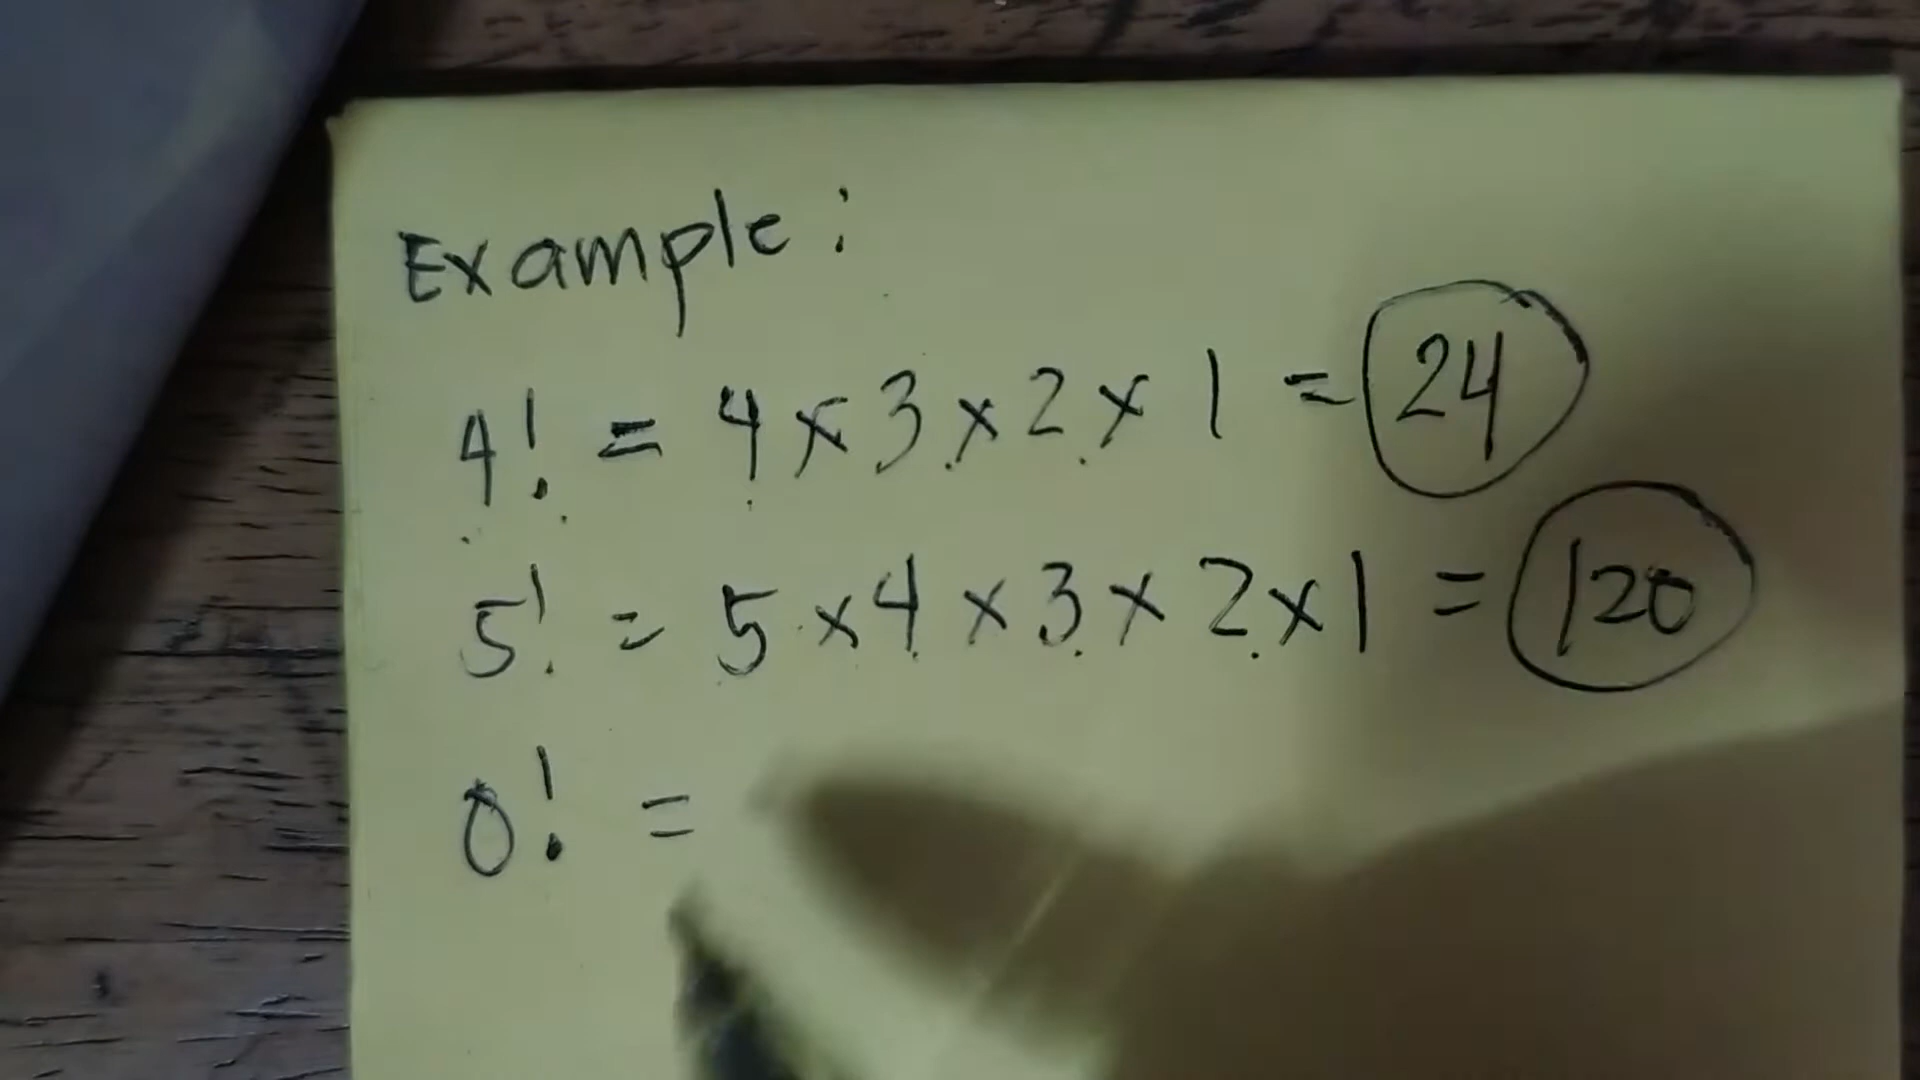 Example:
4! = 4 x 3 x 2 x 1 = 24
5! = 5 x 4 x 3 x 2 x 1 = 120
0! =